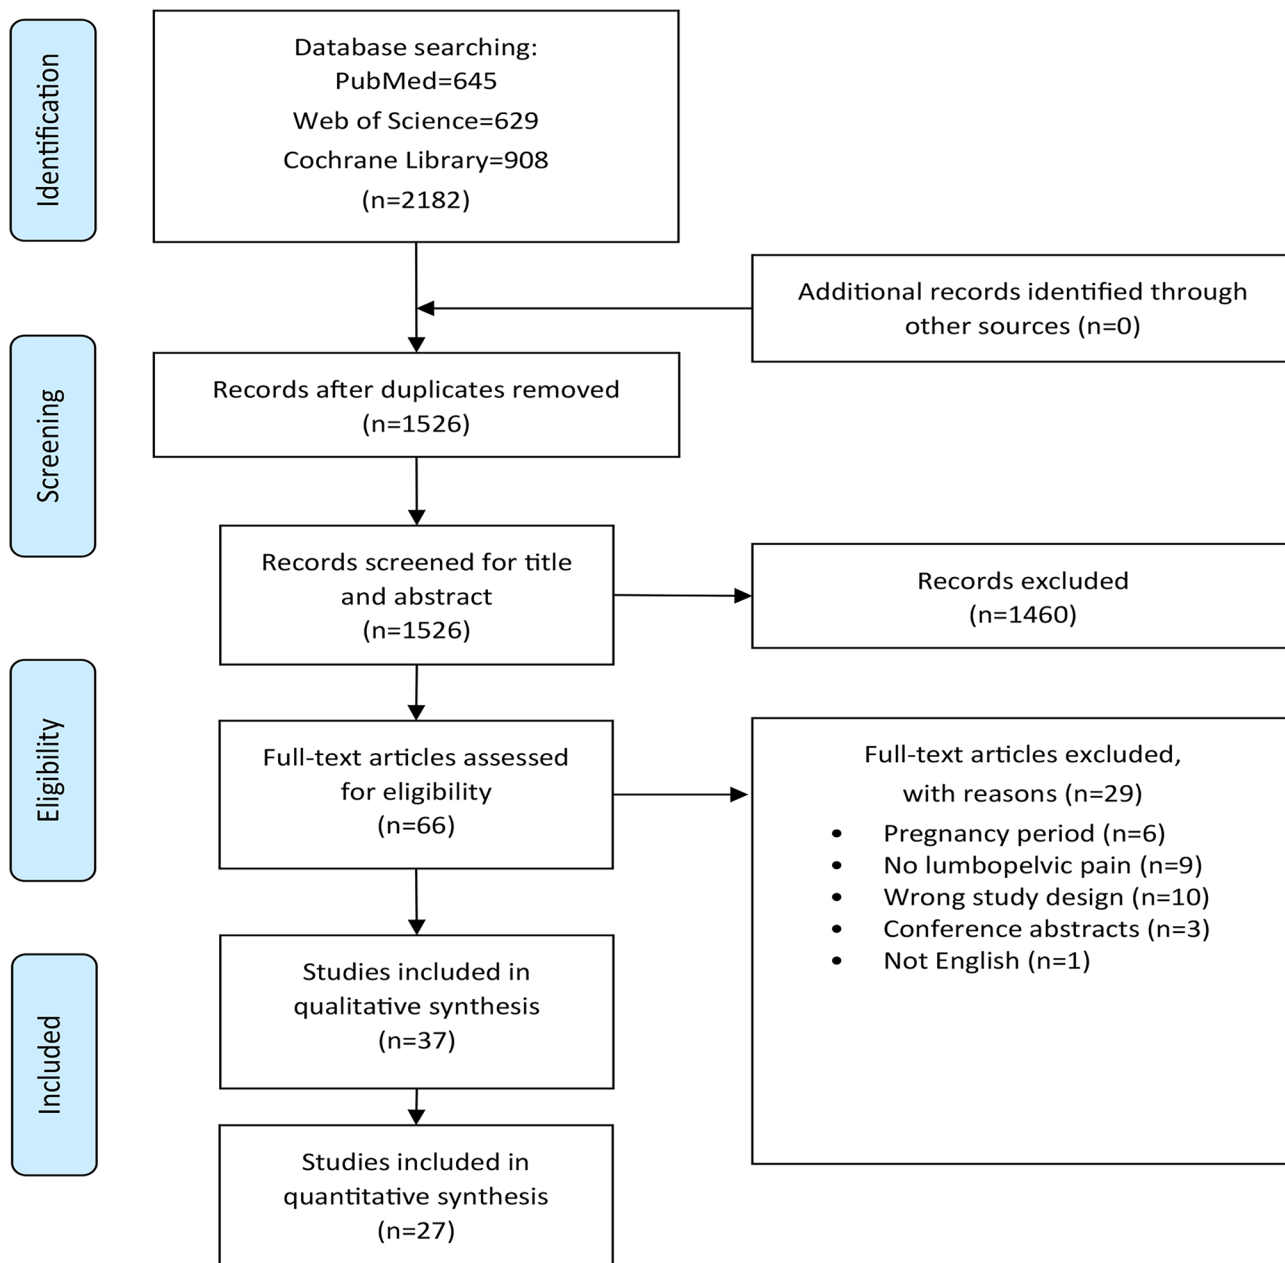 Identification
Database searching:
PubMed=645
Web of Science=629
Cochrane Library=908
(n=2182)
Additional records identified through
other sources (n=0)
Screening
Records after duplicates removed
(n=1526)
Records screened for title
and abstract
(n=1526)
Records excluded
(n=1460)
Eligibility
Full-text articles assessed
for eligibility
(n=66)
Full-text articles excluded,
with reasons (n=29)
• Pregnancy period (n=6)
• No lumbopelvic pain (n=9)
• Wrong study design (n=10)
• Conference abstracts (n=3)
• Not English (n=1)
Included
Studies included in
qualitative synthesis
(n=37)
Studies included in
quantitative synthesis
(n=27)